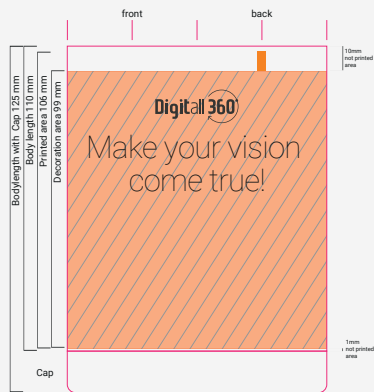 front
back
10mm
not printed
area
Bodylength with Cap 125 mm
Body length 110 mm
Printed area 106 mm
Decoration area 99 mm
Digitall 360°
Make your vision
come true!
1mm
not printed
area
Cap